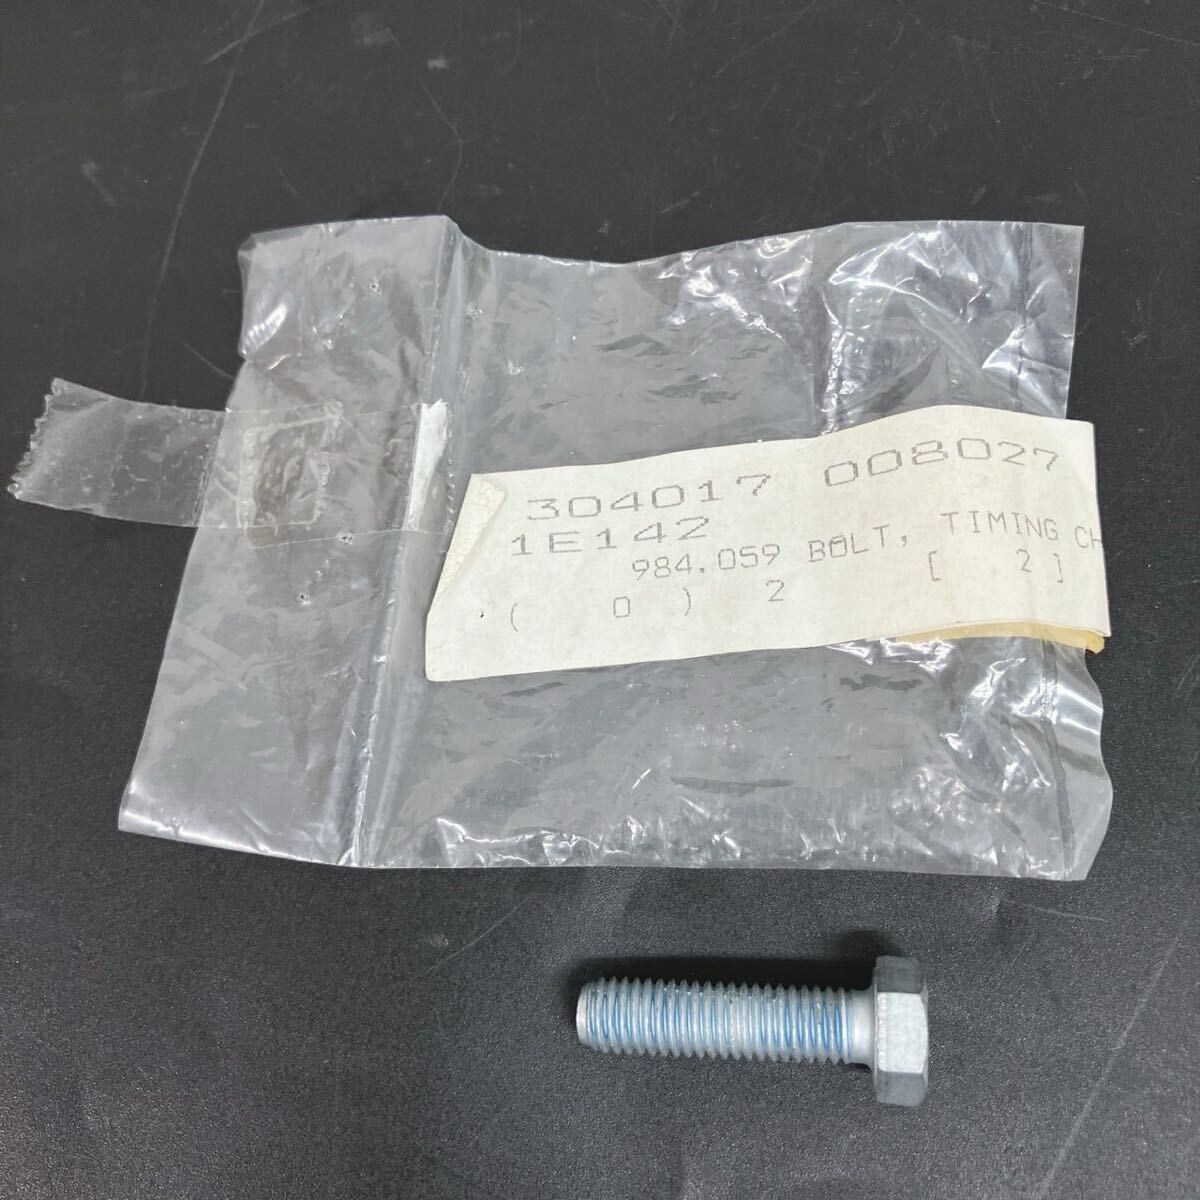 304017 008027
1E142
984.059 BOLT, TIMING CH
( 0 ) 2 [ 2 ]